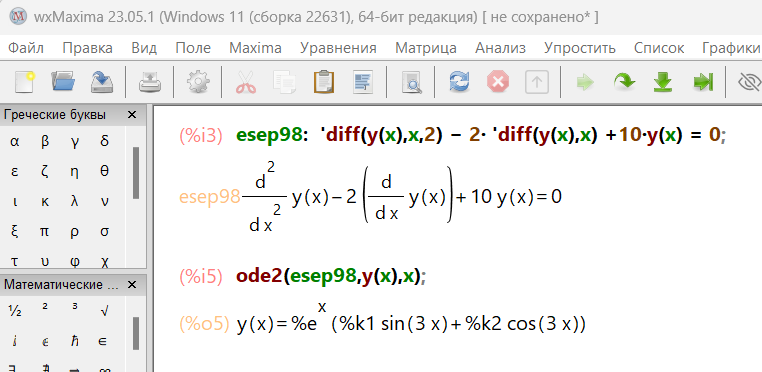 wxMaxima 23.05.1 (Windows 11 (сборка 22631), 64-бит редакция) [ не сохранено* ]
Файл Правка Вид Поле Maxima Уравнения Матрица Анализ Упростить Список Графики
Греческие буквы
α β γ δ
ε ζ η θ
ι κ λ ν
ξ π ρ σ
τ υ φ χ
Математические ...
½ ² ³ √
ⅈ ϵ ℏ ∈
∃ ∄ ⇒ ∞
(%i3) esep98: 'diff(y(x),x,2) − 2· 'diff(y(x),x) +10·y(x) = 0;
esep98 d²/dx² y(x)−2 (d/dx y(x))+10 y(x)=0
(%i5) ode2(esep98,y(x),x);
(%o5) y(x)=%e^x (%k1 sin(3 x)+%k2 cos(3 x))